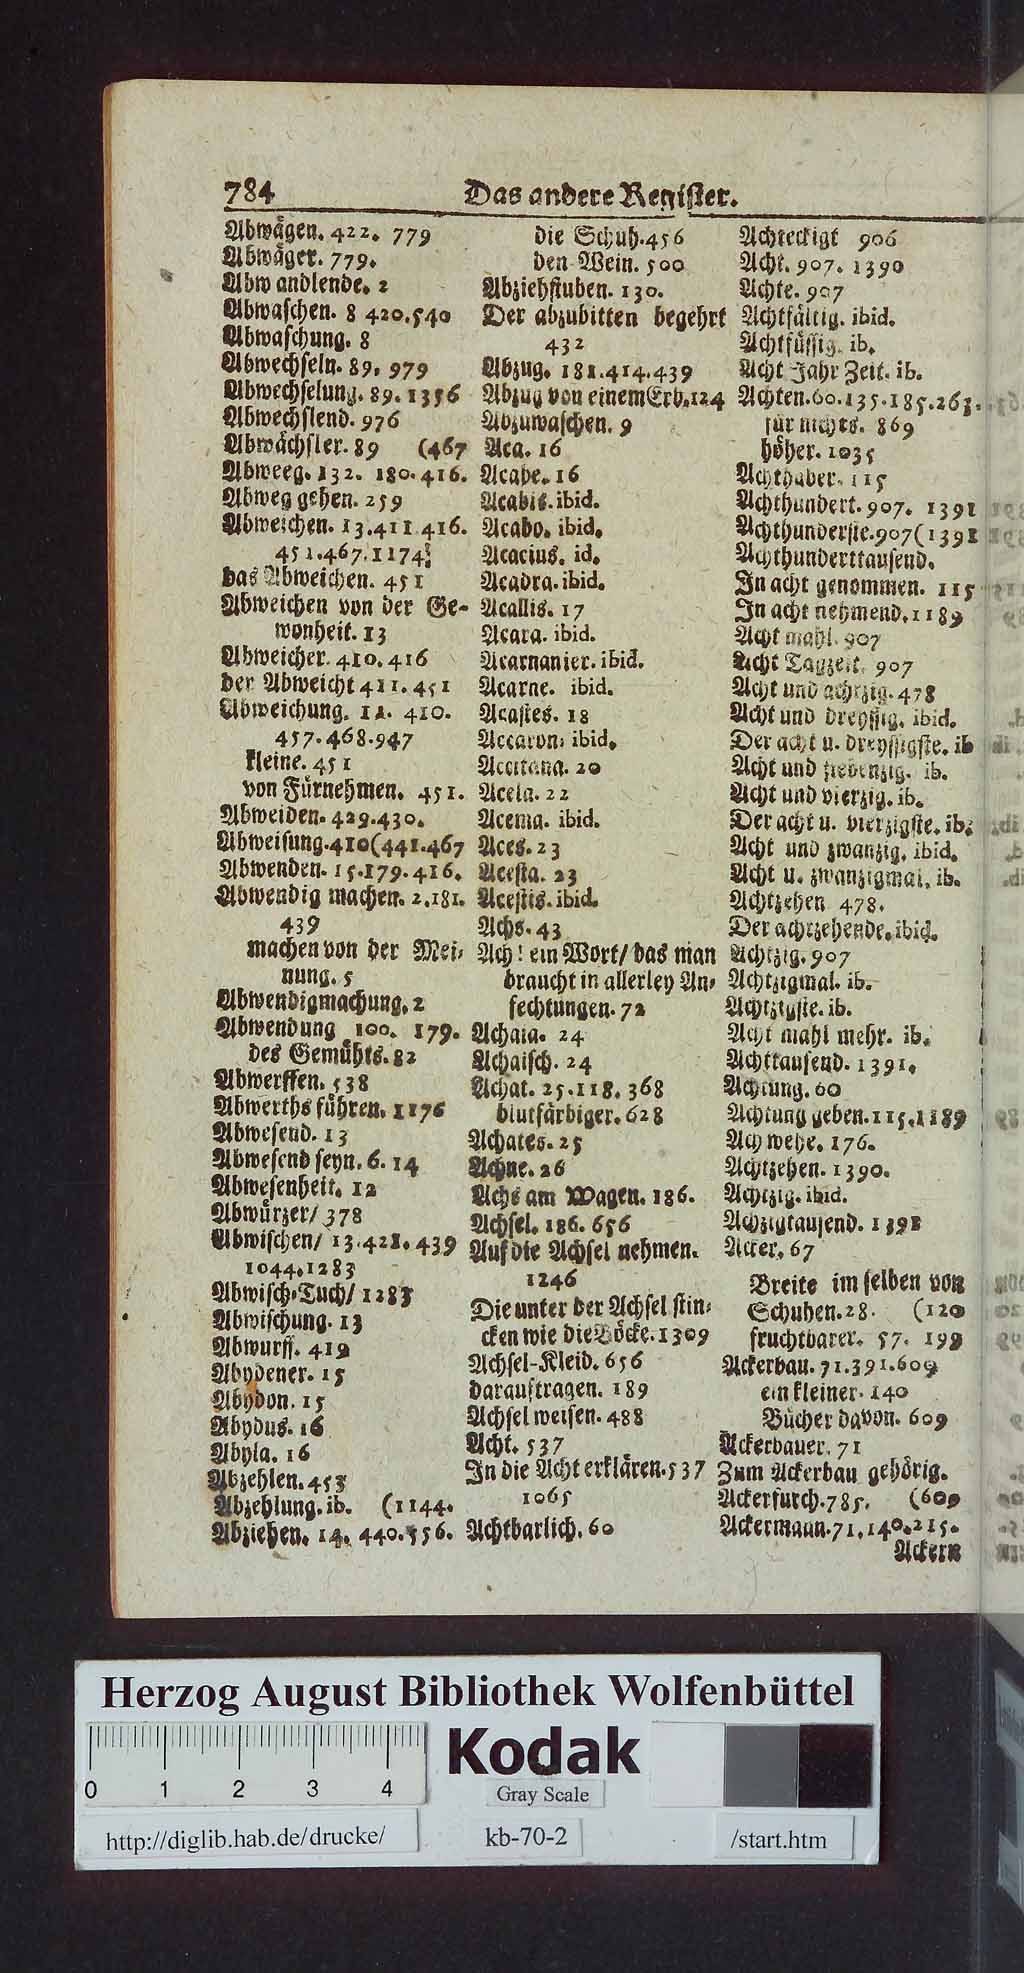 784
Das andere Register.
Abwägen. 422. 779
Abwäger. 779.
Abwandlende. 2
Abwaschen. 8 420.540
Abwaschung. 8
Abwechseln. 89. 979
Abwechselung. 89. 1356
Abwechslend. 976
Abwächsler. 89 (467
Abweeg. 132. 180. 416.
Abweg gehen. 259
Abweichen. 13.411.416.
451.467.1174.
das Abweichen. 451
Abweichen von der Ge-
wonheit. 13
Abweicher. 410. 416
der Abweicht 411. 451
Abweichung. 11. 410.
457.468.947
kleine. 451
von Fürnehmen. 451.
Abweiden. 429.430.
Abweisung. 410(441.467
Abwenden. 15.179.416.
Abwendig machen. 2.181.
439
machen von der Mei-
nung. 5
Abwendigmachung. 2
Abwendung 100. 179.
des Gemühts. 82
Abwerffen. 538
Abwerths führen. 1176
Abwesend. 13
Abwesend seyn. 6. 14
Abwesenheit. 12
Abwürzer/ 378
Abwischen/ 13.421. 439
1044.1283
Abwisch-Tuch/ 1283
Abwischung. 13
Abwurff. 419
Abydener. 15
Abydon. 15
Abydus. 16
Abyla. 16
Abzehlen. 453
Abzehlung. ib. (1144.
Abziehen. 14. 440.556.
die Schuh. 456
den Wein. 500
Abziehstuben. 130.
Der abzubitten begehrt
432
Abzug. 181.414.439
Abzug von einem Erb. 124
Abzuwaschen. 9
Aca. 16
Acabe. 16
Acabis. ibid.
Acabo. ibid.
Acacius. id.
Acadra. ibid.
Acallis. 17
Acara. ibid.
Acarnanier. ibid.
Acarne. ibid.
Acastes. 18
Accaron. ibid.
Accitana. 20
Acela. 22
Acema. ibid.
Aces. 23
Acesta. 23
Acestis. ibid.
Achs. 43
Ach! ein Wort/ das man
braucht in allerley An-
fechtungen. 72
Achaia. 24
Achaisch. 24
Achat. 25.118. 368
blutfärbiger. 628
Achates. 25
Achne. 26
Achs am Wagen. 186.
Achsel. 186. 656
Auf die Achsel nehmen.
1246
Die unter der Achsel stin-
cken wie die Böcke. 1309
Achsel-Kleid. 656
darauf tragen. 189
Achsel weisen. 488
Acht. 537
In die Acht erklären. 537
1065
Achtbarlich. 60
Achteckigt 906
Acht. 907. 1390
Achte. 907
Achtfältig. ibid.
Achtfüssig. ib.
Acht Jahr Zeit. ib.
Achten. 60.135.185.263.
für nichts. 869
höher. 1035
Achthaber. 115
Achthundert. 907. 1391
Achthunderste. 907(1391
Achthunderttausend.
In acht genommen. 115
In acht nehmend. 1189
Acht mahl. 907
Acht Tagzeit. 907
Acht und achtzig. 478
Acht und dreyssig. ibid.
Der acht u. dreyssigste. ib
Acht und siebenzig. ib.
Acht und vierzig. ib.
Der acht u. vierzigste. ib.
Acht und zwanzig. ibid.
Acht u. zwanzigmal. ib.
Achtzehen 478.
Der achtzehende. ibid.
Achtzig. 907
Achtzigmal. ib.
Achtzigste. ib.
Acht mahl mehr. ib.
Achttausend. 1391.
Achtung. 60
Achtung geben. 115.1189
Ach wehe. 176.
Achtzehen. 1390.
Achtzig. ibid.
Achzigtausend. 1391
Acker. 67
Breite im selben von
Schuhen. 28. (120
fruchtbarer. 57. 199
Ackerbau. 71.391.609
ein kleiner. 140
Bücher davon. 609
Ackerbauer. 71
Zum Ackerbau gehörig.
Ackerfurch. 785. (609
Ackermann. 71.140.215.
Ackern
Herzog August Bibliothek Wolfenbüttel
Kodak
0 1 2 3 4
Gray Scale
http://diglib.hab.de/drucke/
kb-70-2
/start.htm